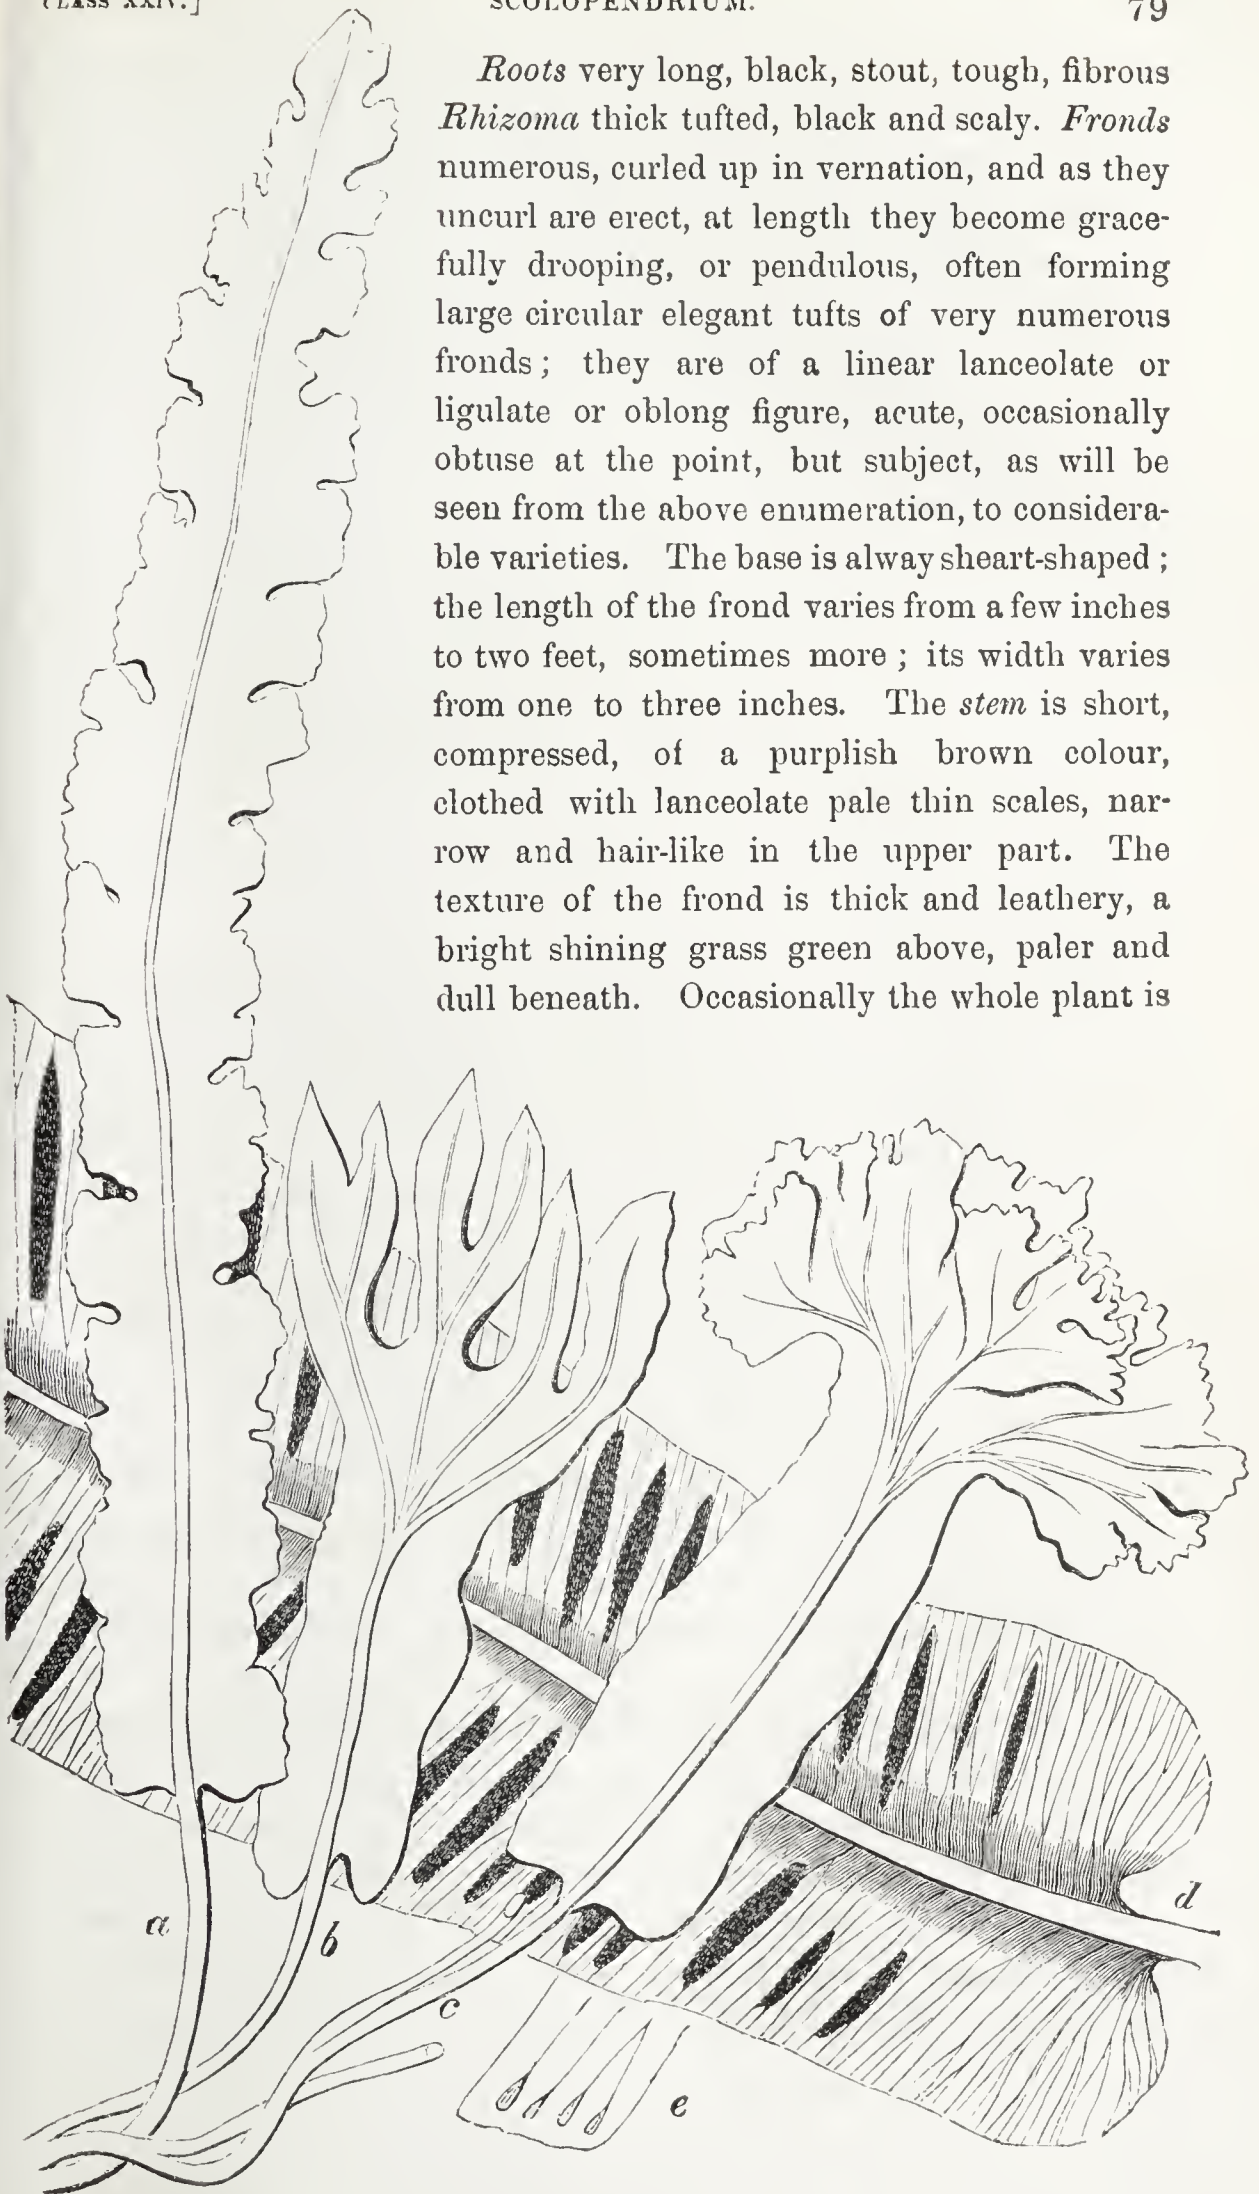 CLASS XXIV.]
SCOLOPENDRIUM.
79
Roots very long, black, stout, tough, fibrous
Rhizoma thick tufted, black and scaly. Fronds
numerous, curled up in vernation, and as they
uncurl are erect, at length they become grace-
fully drooping, or pendulous, often forming
large circular elegant tufts of very numerous
fronds; they are of a linear lanceolate or
ligulate or oblong figure, acute, occasionally
obtuse at the point, but subject, as will be
seen from the above enumeration, to considera-
ble varieties. The base is alway sheart-shaped;
the length of the frond varies from a few inches
to two feet, sometimes more; its width varies
from one to three inches. The stem is short,
compressed, of a purplish brown colour,
clothed with lanceolate pale thin scales, nar-
row and hair-like in the upper part. The
texture of the frond is thick and leathery, a
bright shining grass green above, paler and
dull beneath. Occasionally the whole plant is
a
b
c
d
e